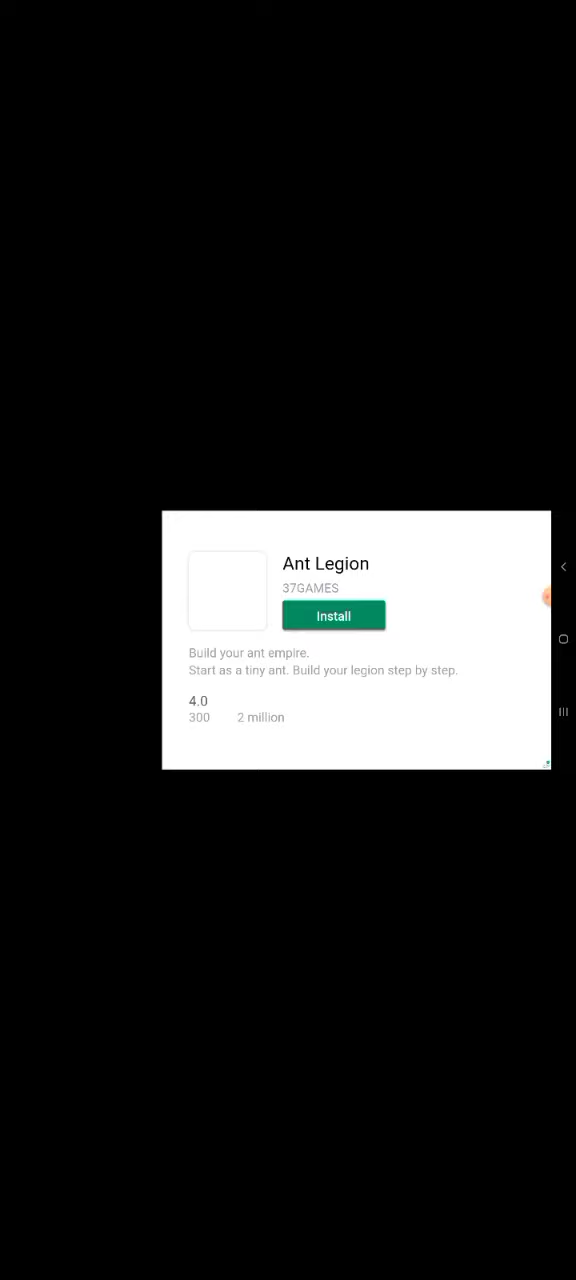 Ant Legion
37GAMES
Install
Build your ant empire.
Start as a tiny ant. Build your legion step by step.
4.0
300 2 million